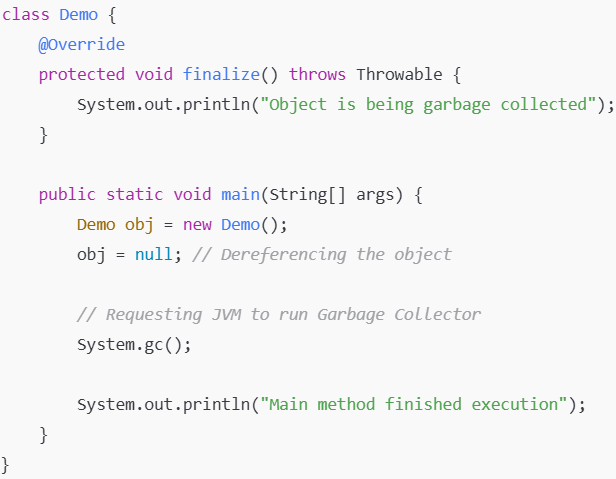 class Demo {
    @Override
    protected void finalize() throws Throwable {
        System.out.println("Object is being garbage collected");
    }

    public static void main(String[] args) {
        Demo obj = new Demo();
        obj = null; // Dereferencing the object

        // Requesting JVM to run Garbage Collector
        System.gc();

        System.out.println("Main method finished execution");
    }
}